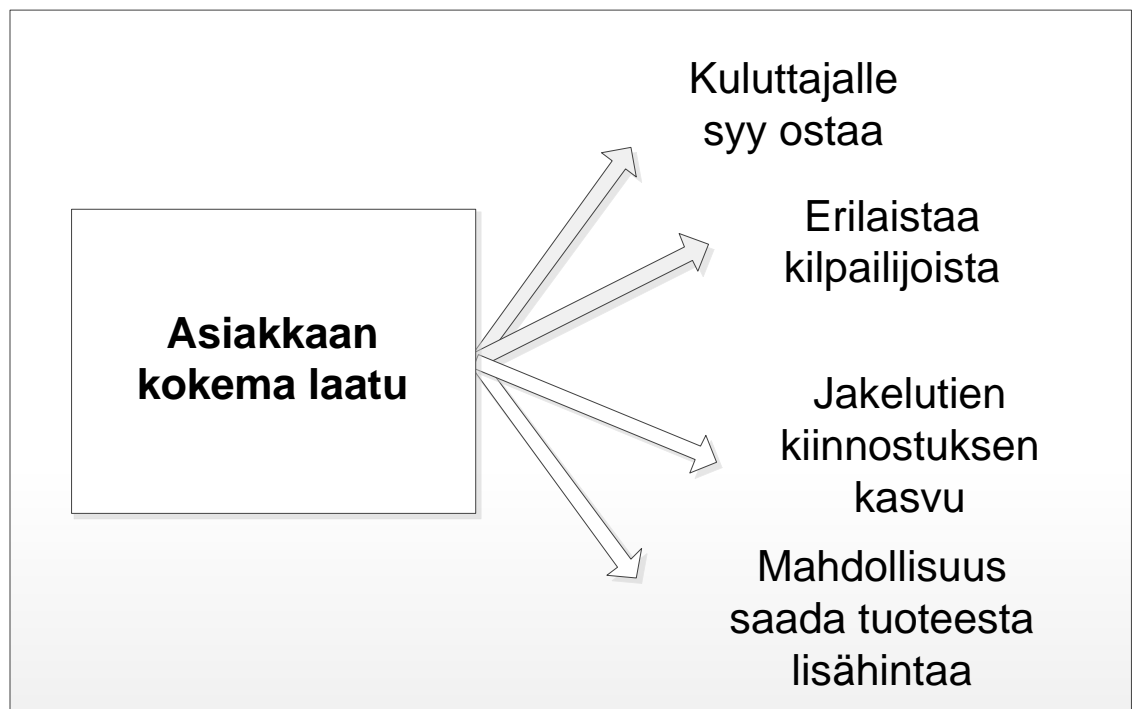 Asiakkaan
kokema laatu
Kuluttajalle
syy ostaa
Erilaistaa
kilpailijoista
Jakelutien
kiinnostuksen
kasvu
Mahdollisuus
saada tuoteesta
lisähintaa